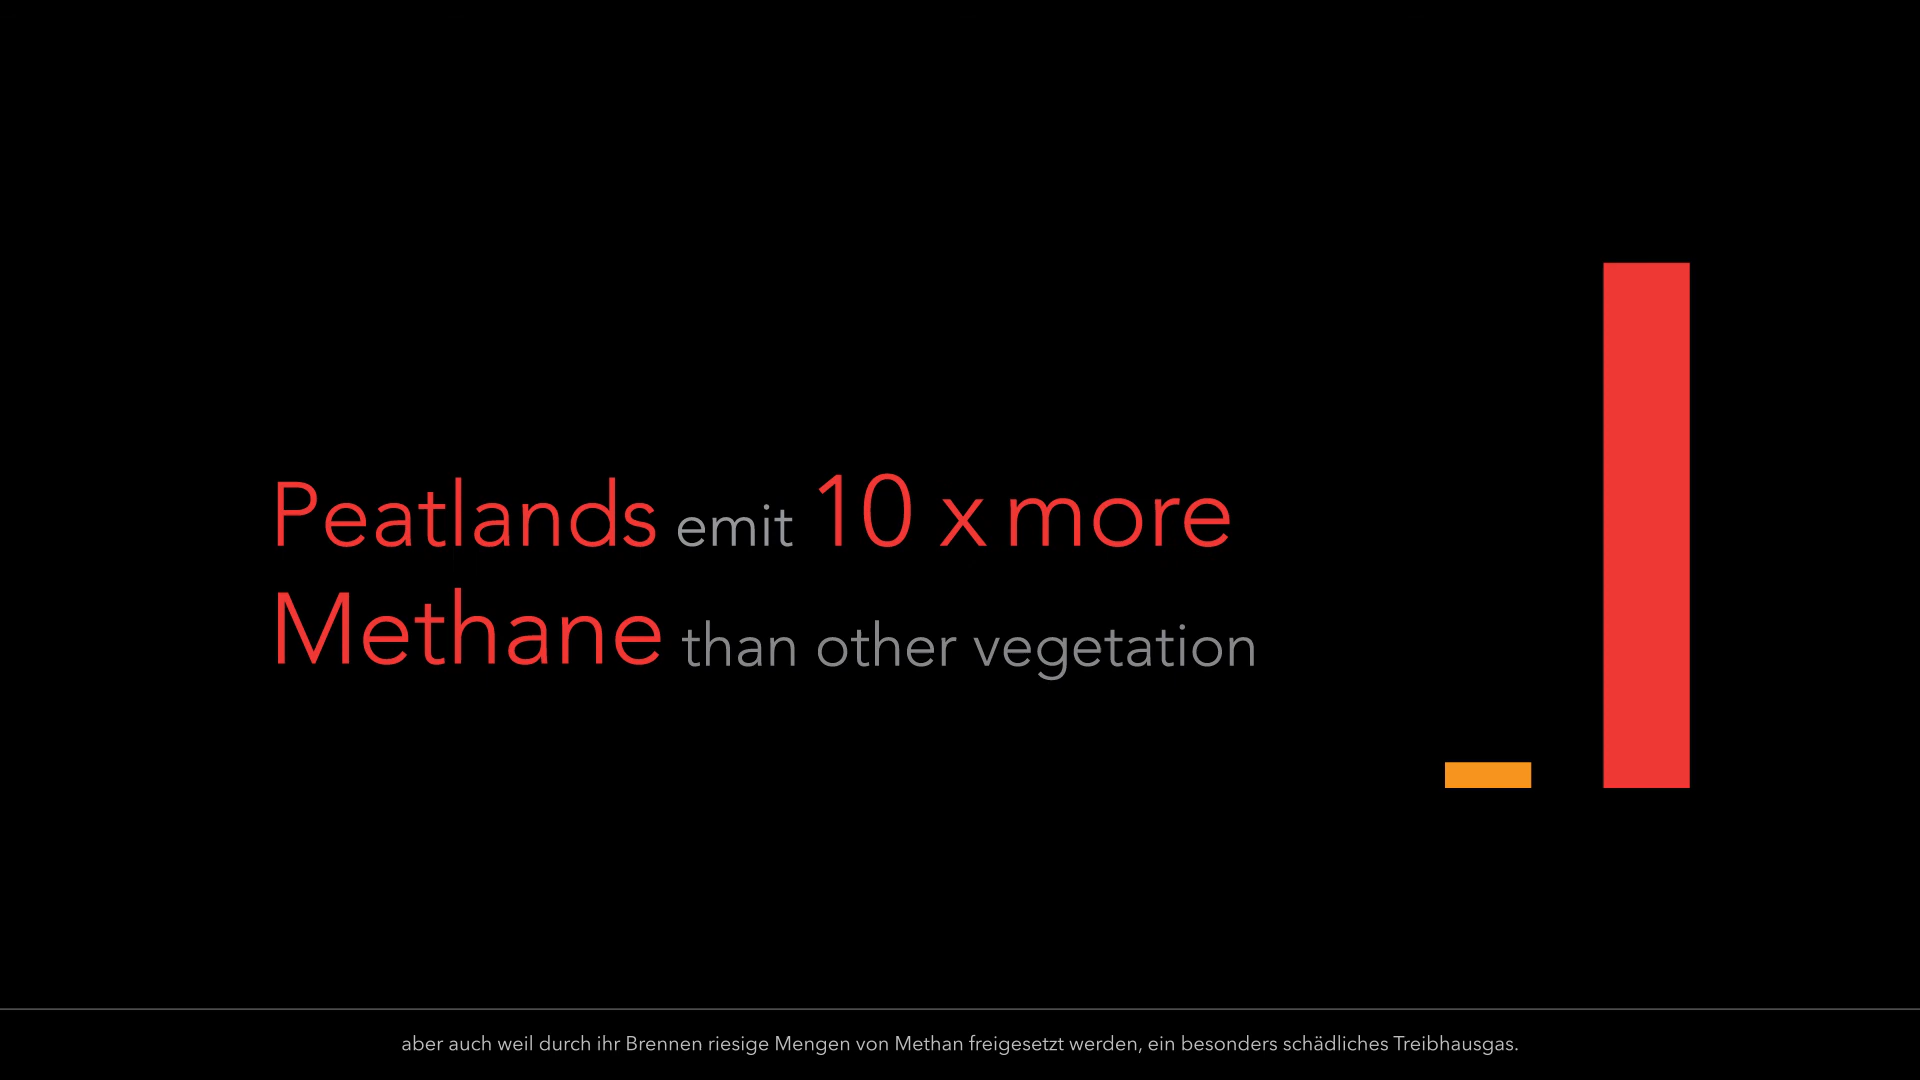 Peatlands emit 10 x more
Methane than other vegetation
aber auch weil durch ihr Brennen riesige Mengen von Methan freigesetzt werden, ein besonders schädliches Treibhausgas.